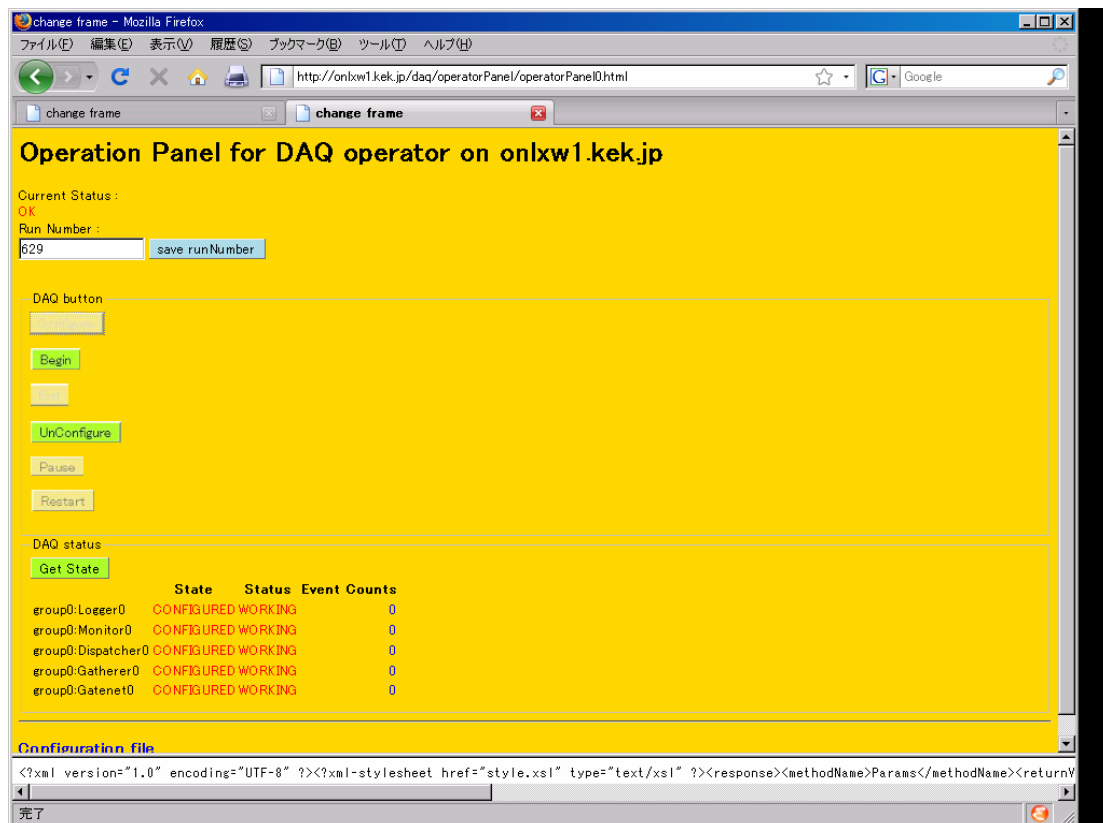 change frame - Mozilla Firefox
ファイル(F) 編集(E) 表示(V) 履歴(S) ブックマーク(B) ツール(T) ヘルプ(H)
http://onlxw1.kek.jp/daq/operatorPanel/operatorPanel0.html G Google
change frame change frame
Operation Panel for DAQ operator on onlxw1.kek.jp
Current Status :
OK
Run Number :
629 save runNumber
DAQ button
Configure
Begin
End
UnConfigure
Pause
Restart
DAQ status
Get State
State Status Event Counts
group0:Logger0 CONFIGURED WORKING 0
group0:Monitor0 CONFIGURED WORKING 0
group0:Dispatcher0 CONFIGURED WORKING 0
group0:Gatherer0 CONFIGURED WORKING 0
group0:Gatenet0 CONFIGURED WORKING 0
Configuration file
<?xml version="1.0" encoding="UTF-8" ?><?xml-stylesheet href="style.xsl" type="text/xsl" ?><response><methodName>Params</methodName><returnV
完了